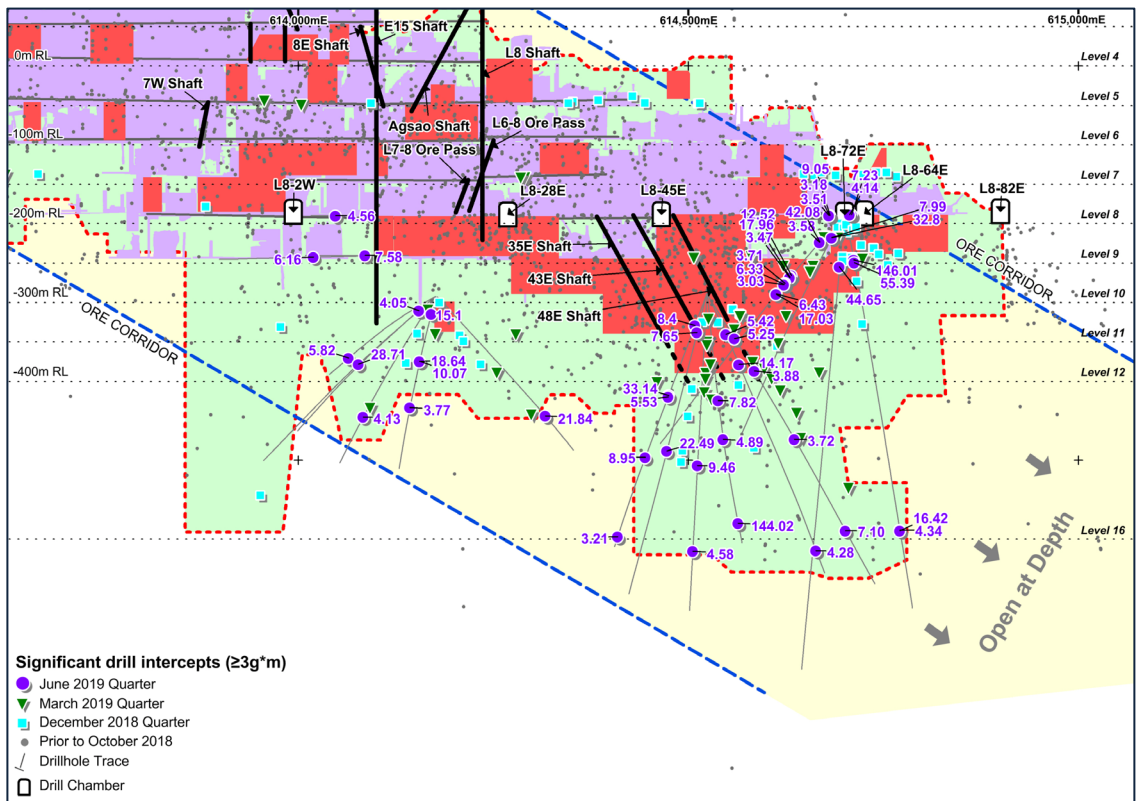 614,000mE
614,500mE
615,000mE
E15 Shaft
8E Shaft
L8 Shaft
0m RL
Level 4
7W Shaft
Level 5
Agsao Shaft
L6-8 Ore Pass
-100m RL
Level 6
L7-8 Ore Pass
L8-72E
9.05
7.23
L8-64E
3.18
4.14
Level 7
3.51
L8-2W
L8-28E
L8-45E
L8-82E
-200m RL
4.56
12.52
42.08
7.99
Level 8
17.96
3.58
32.8
3.47
35E Shaft
6.16
7.58
3.71
ORE CORRIDOR
Level 9
6.33
146.01
43E Shaft
3.03
55.39
-300m RL
44.65
Level 10
4.05
15.1
48E Shaft
6.43
17.03
ORE CORRIDOR
8.4
5.42
7.65
5.25
Level 11
5.82
28.71
18.64
14.17
10.07
3.88
-400m RL
Level 12
33.14
5.53
7.82
4.13
3.77
21.84
22.49
4.89
3.72
8.95
9.46
144.02
16.42
7.10
4.34
3.21
Level 16
4.58
4.28
Open at Depth
Significant drill intercepts (≥3g*m)
June 2019 Quarter
March 2019 Quarter
December 2018 Quarter
Prior to October 2018
Drillhole Trace
Drill Chamber